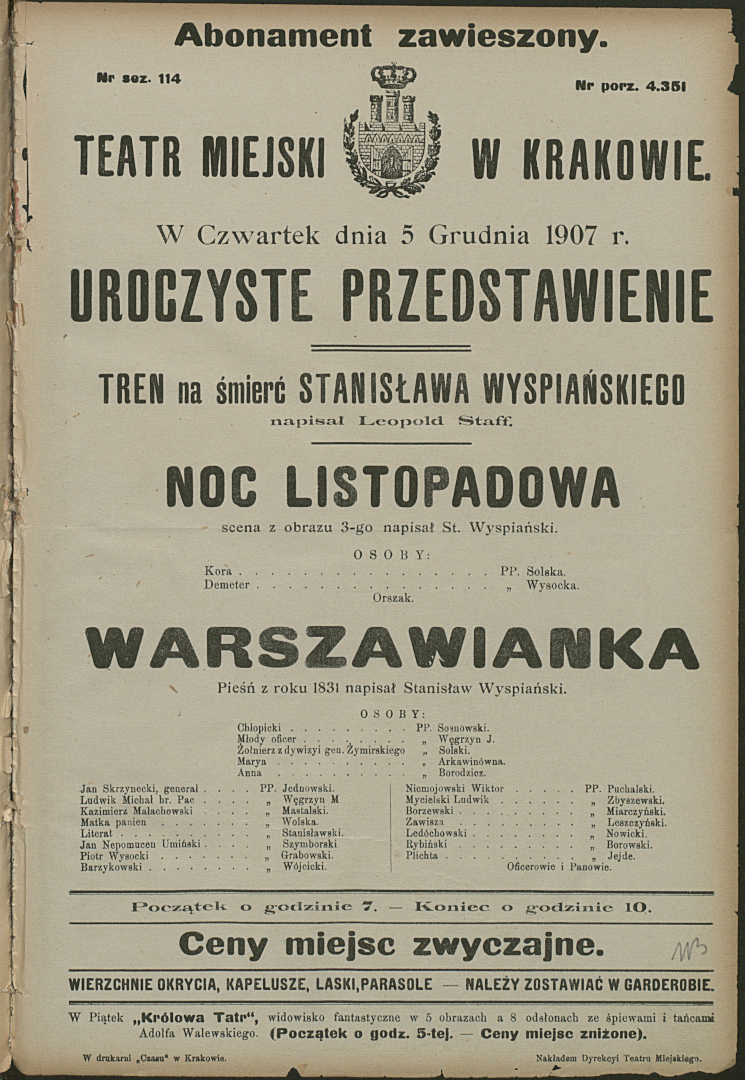 Abonament zawieszony.
Nr sez. 114
Nr porz. 4.351
TEATR MIEJSKI W KRAKOWIE.
W Czwartek dnia 5 Grudnia 1907 r.
UROCZYSTE PRZEDSTAWIENIE
TREN na śmierć STANISŁAWA WYSPIAŃSKIEGO
napisał Leopold Staff.
NOC LISTOPADOWA
scena z obrazu 3-go napisał St. Wyspiański.
OSOBY:
Kora . . . . . . . . . . . . . . . . PP. Solska.
Demeter . . . . . . . . . . . . . . . „ Wysocka.
Orszak.
WARSZAWIANKA
Pieśń z roku 1831 napisał Stanisław Wyspiański.
OSOBY:
Chłopicki . . . . . . . . . PP. Sosnowski.
Młody oficer . . . . . . . . „ Węgrzyn J.
Żołnierz z dywizyi gen. Żymirskiego „ Solski.
Marya . . . . . . . . . . „ Arkawinówna.
Anna . . . . . . . . . . „ Borodzicz.
Jan Skrzynecki, generał . . . . PP. Jednowski.
Ludwik Michał hr. Pac . . . . „ Węgrzyn M
Kazimierz Małachowski . . . . „ Mastalski.
Matka panien . . . . . . „ Wolska.
Literat . . . . . . . . „ Stanisławski.
Jan Nepomucen Umiński . . . . „ Szymborski
Piotr Wysocki . . . . . . „ Grabowski.
Barzykowski . . . . . . . „ Wójcicki.
Niemojowski Wiktor . . . . . PP. Puchalski.
Mycielski Ludwik . . . . . . „ Zbyszewski.
Borzewski . . . . . . . . „ Miarczyński.
Zawisza . . . . . . . . „ Leszczyński.
Ledóchowski . . . . . . . „ Nowicki.
Rybiński . . . . . . . . „ Borowski.
Plichta . . . . . . . . . „ Jejde.
Oficerowie i Panowie.
Początek o godzinie 7. — Koniec o godzinie 10.
Ceny miejsc zwyczajne.
WIERZCHNIE OKRYCIA, KAPELUSZE, LASKI, PARASOLE — NALEŻY ZOSTAWIAĆ W GARDEROBIE.
W Piątek „Królowa Tatr“, widowisko fantastyczne w 5 obrazach a 8 odsłonach ze śpiewami i tańcami
Adolfa Walewskiego. (Początek o godz. 5-tej. — Ceny miejsc zniżone).
W drukarni „Czasu“ w Krakowie.
Nakładem Dyrekcyi Teatru Miejskiego.